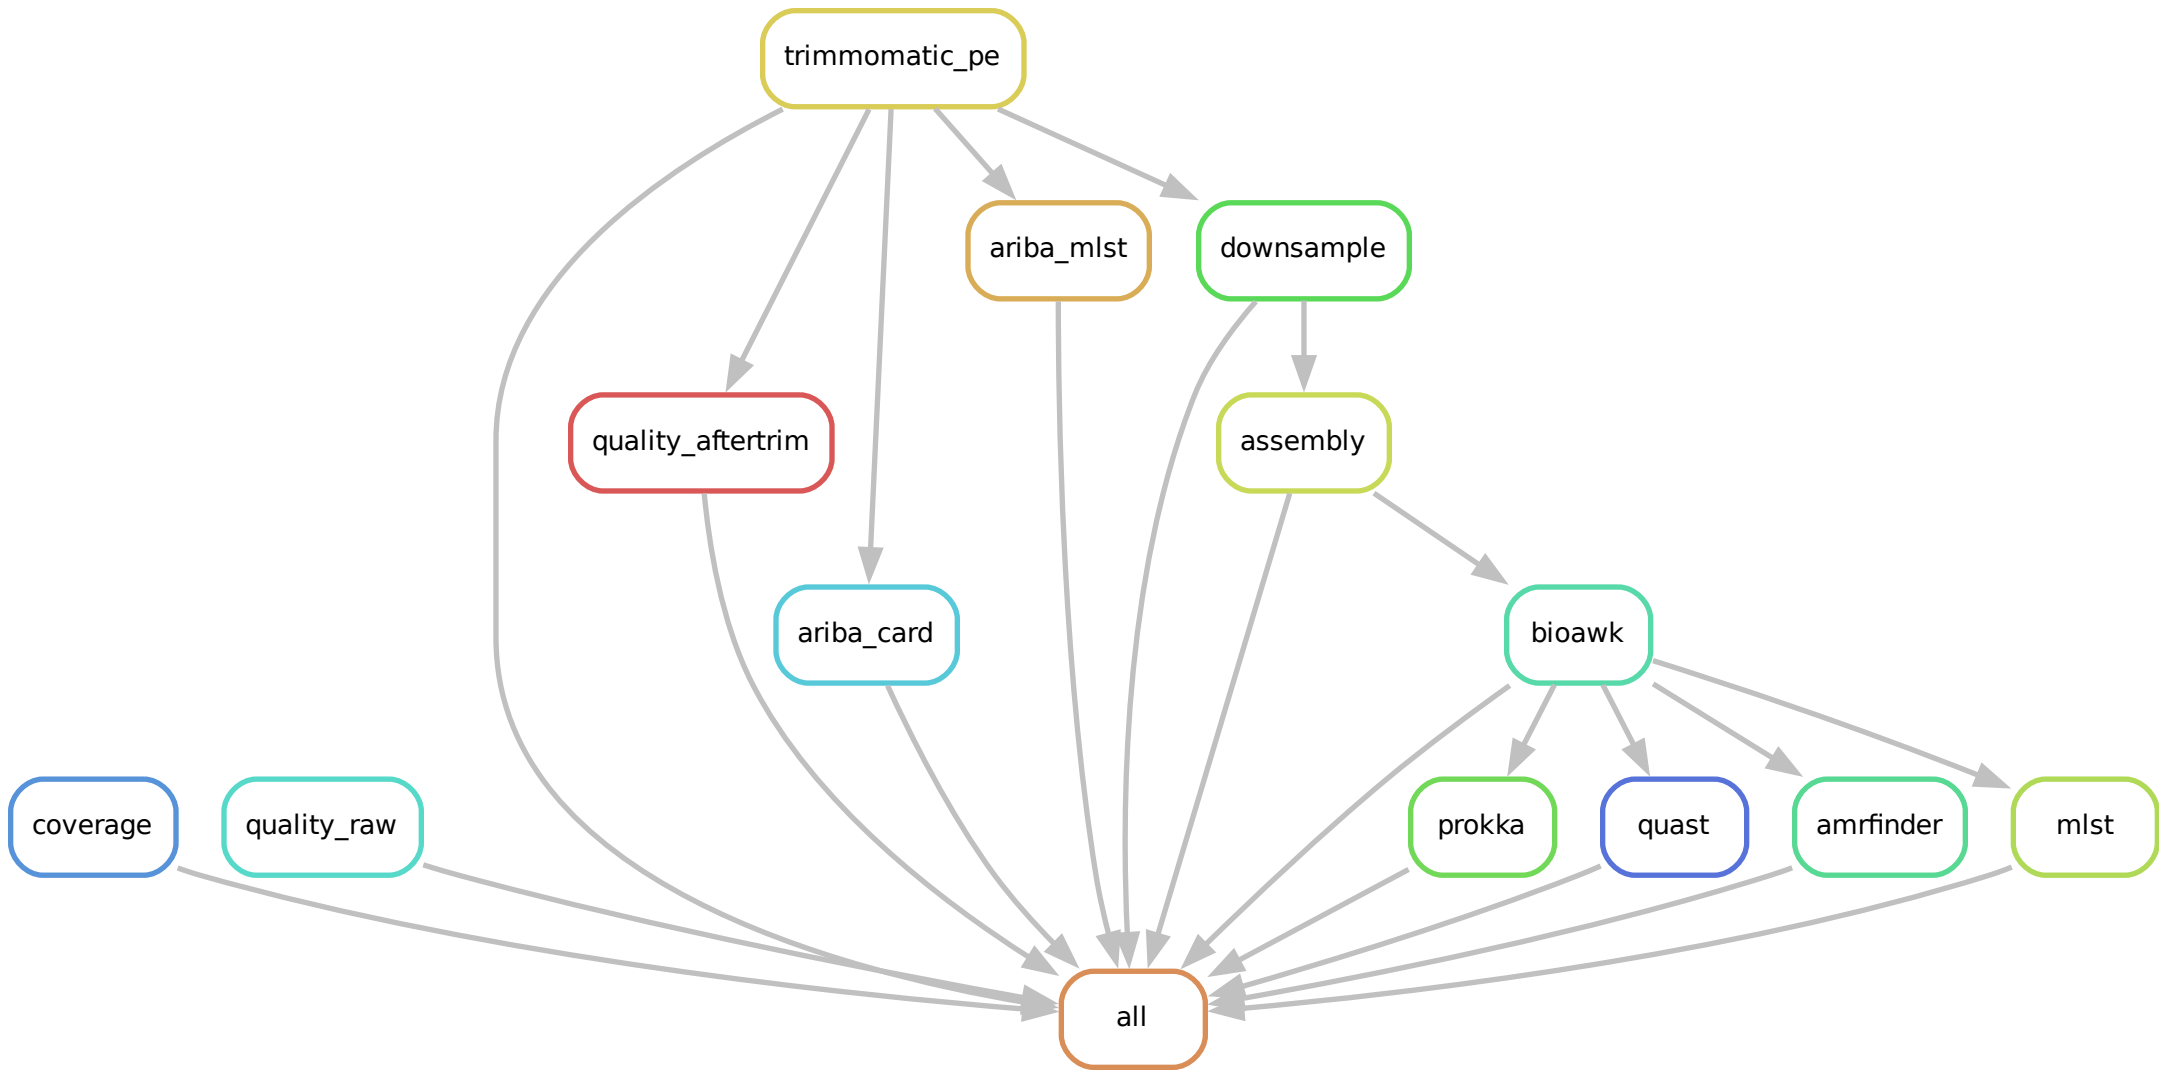 trimmomatic_pe
ariba_mlst
downsample
quality_aftertrim
assembly
ariba_card
bioawk
coverage
quality_raw
prokka
quast
amrfinder
mlst
all